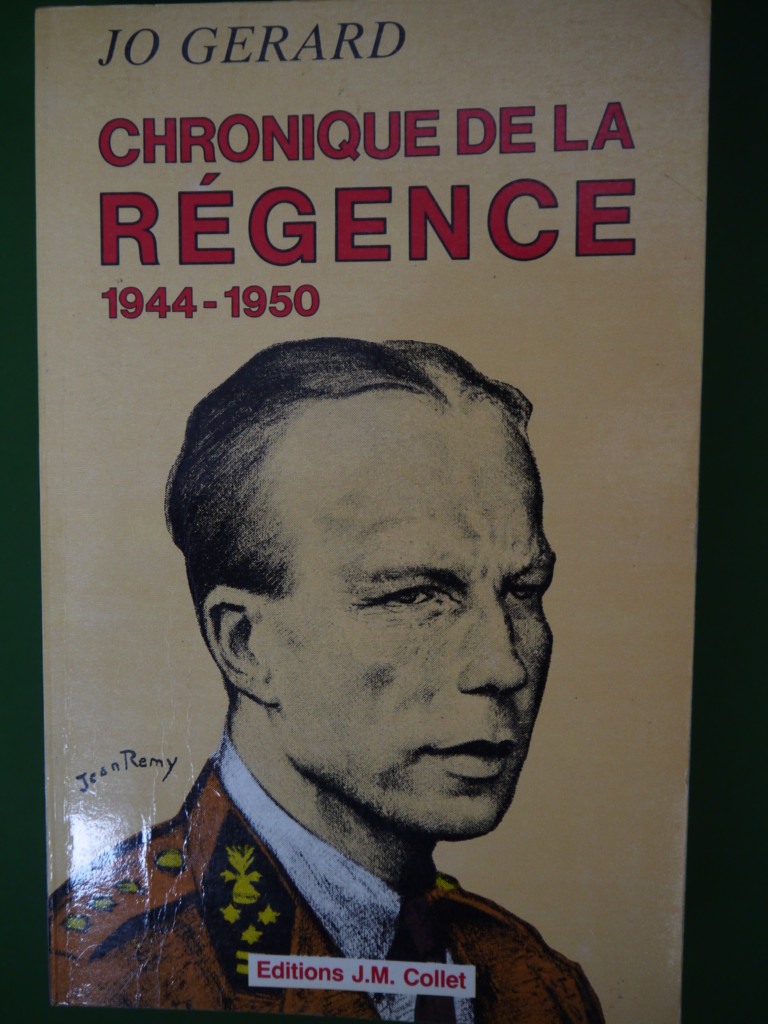 JO GERARD
CHRONIQUE DE LA
RÉGENCE
1944-1950
Jean Remy
Editions J.M. Collet